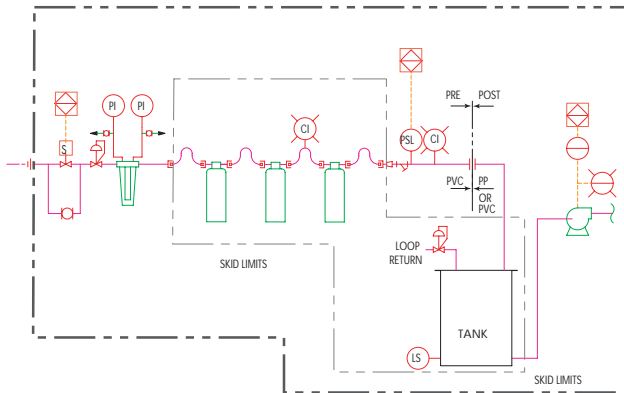 PI
PI
S
CI
PSL
CI
PRE
POST
PVC
PP
OR
PVC
SKID LIMITS
LOOP
RETURN
TANK
LS
SKID LIMITS